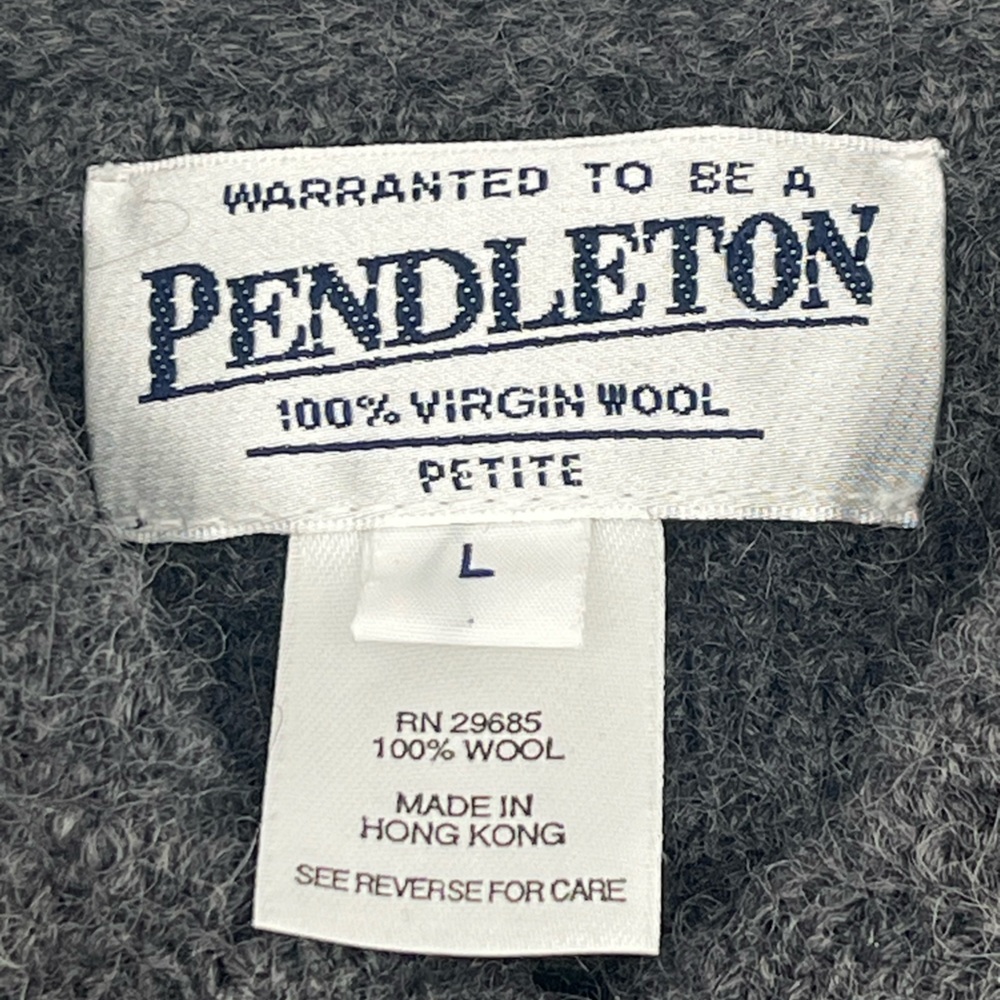 WARRANTED TO BE A
PENDLETON
100% VIRGIN WOOL
PETITE
L
RN 29685
100% WOOL
MADE IN
HONG KONG
SEE REVERSE FOR CARE